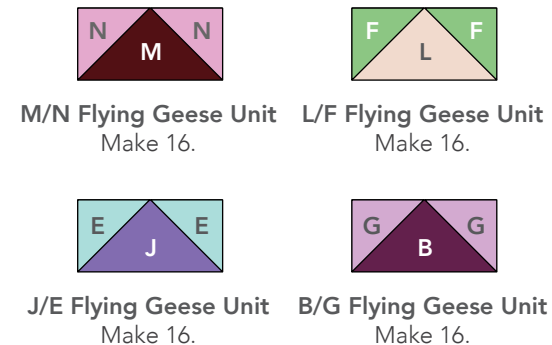 N N
M
M/N Flying Geese Unit
Make 16.
F F
L
L/F Flying Geese Unit
Make 16.
E E
J
J/E Flying Geese Unit
Make 16.
G G
B
B/G Flying Geese Unit
Make 16.